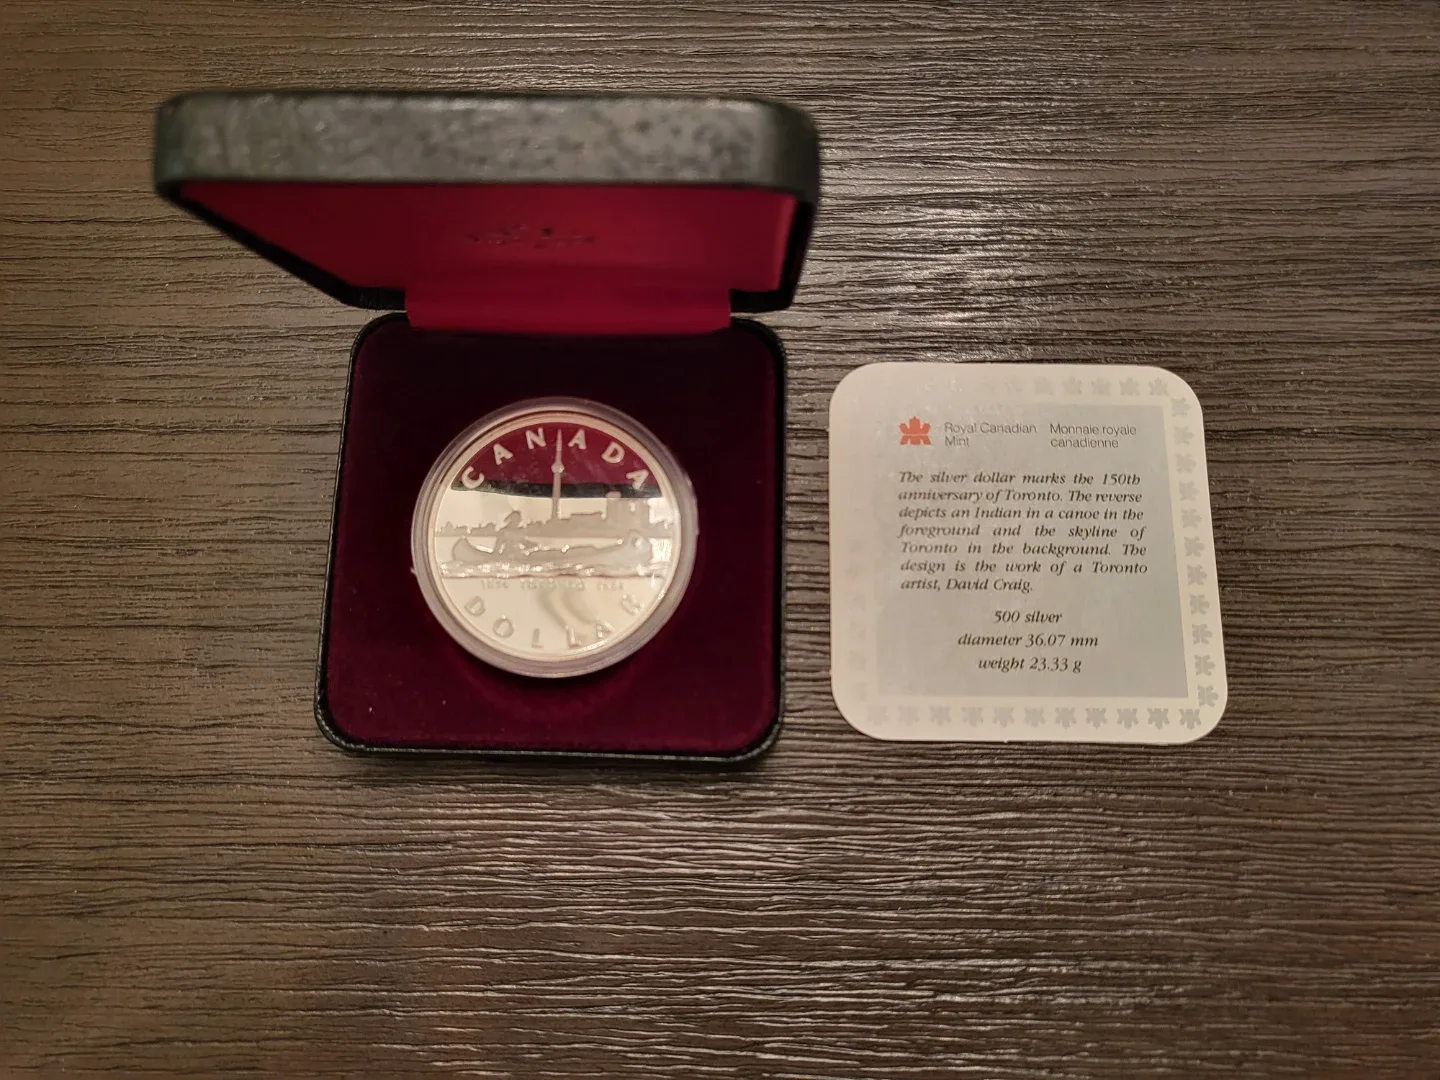 CANADA
1834 TORONTO 1984
DOLLAR
Royal Canadian Mint
Monnaie royale canadienne
The silver dollar marks the 150th
anniversary of Toronto. The reverse
depicts an Indian in a canoe in the
foreground and the skyline of
Toronto in the background. The
design is the work of a Toronto
artist, David Craig.
500 silver
diameter 36.07 mm
weight 23.33 g